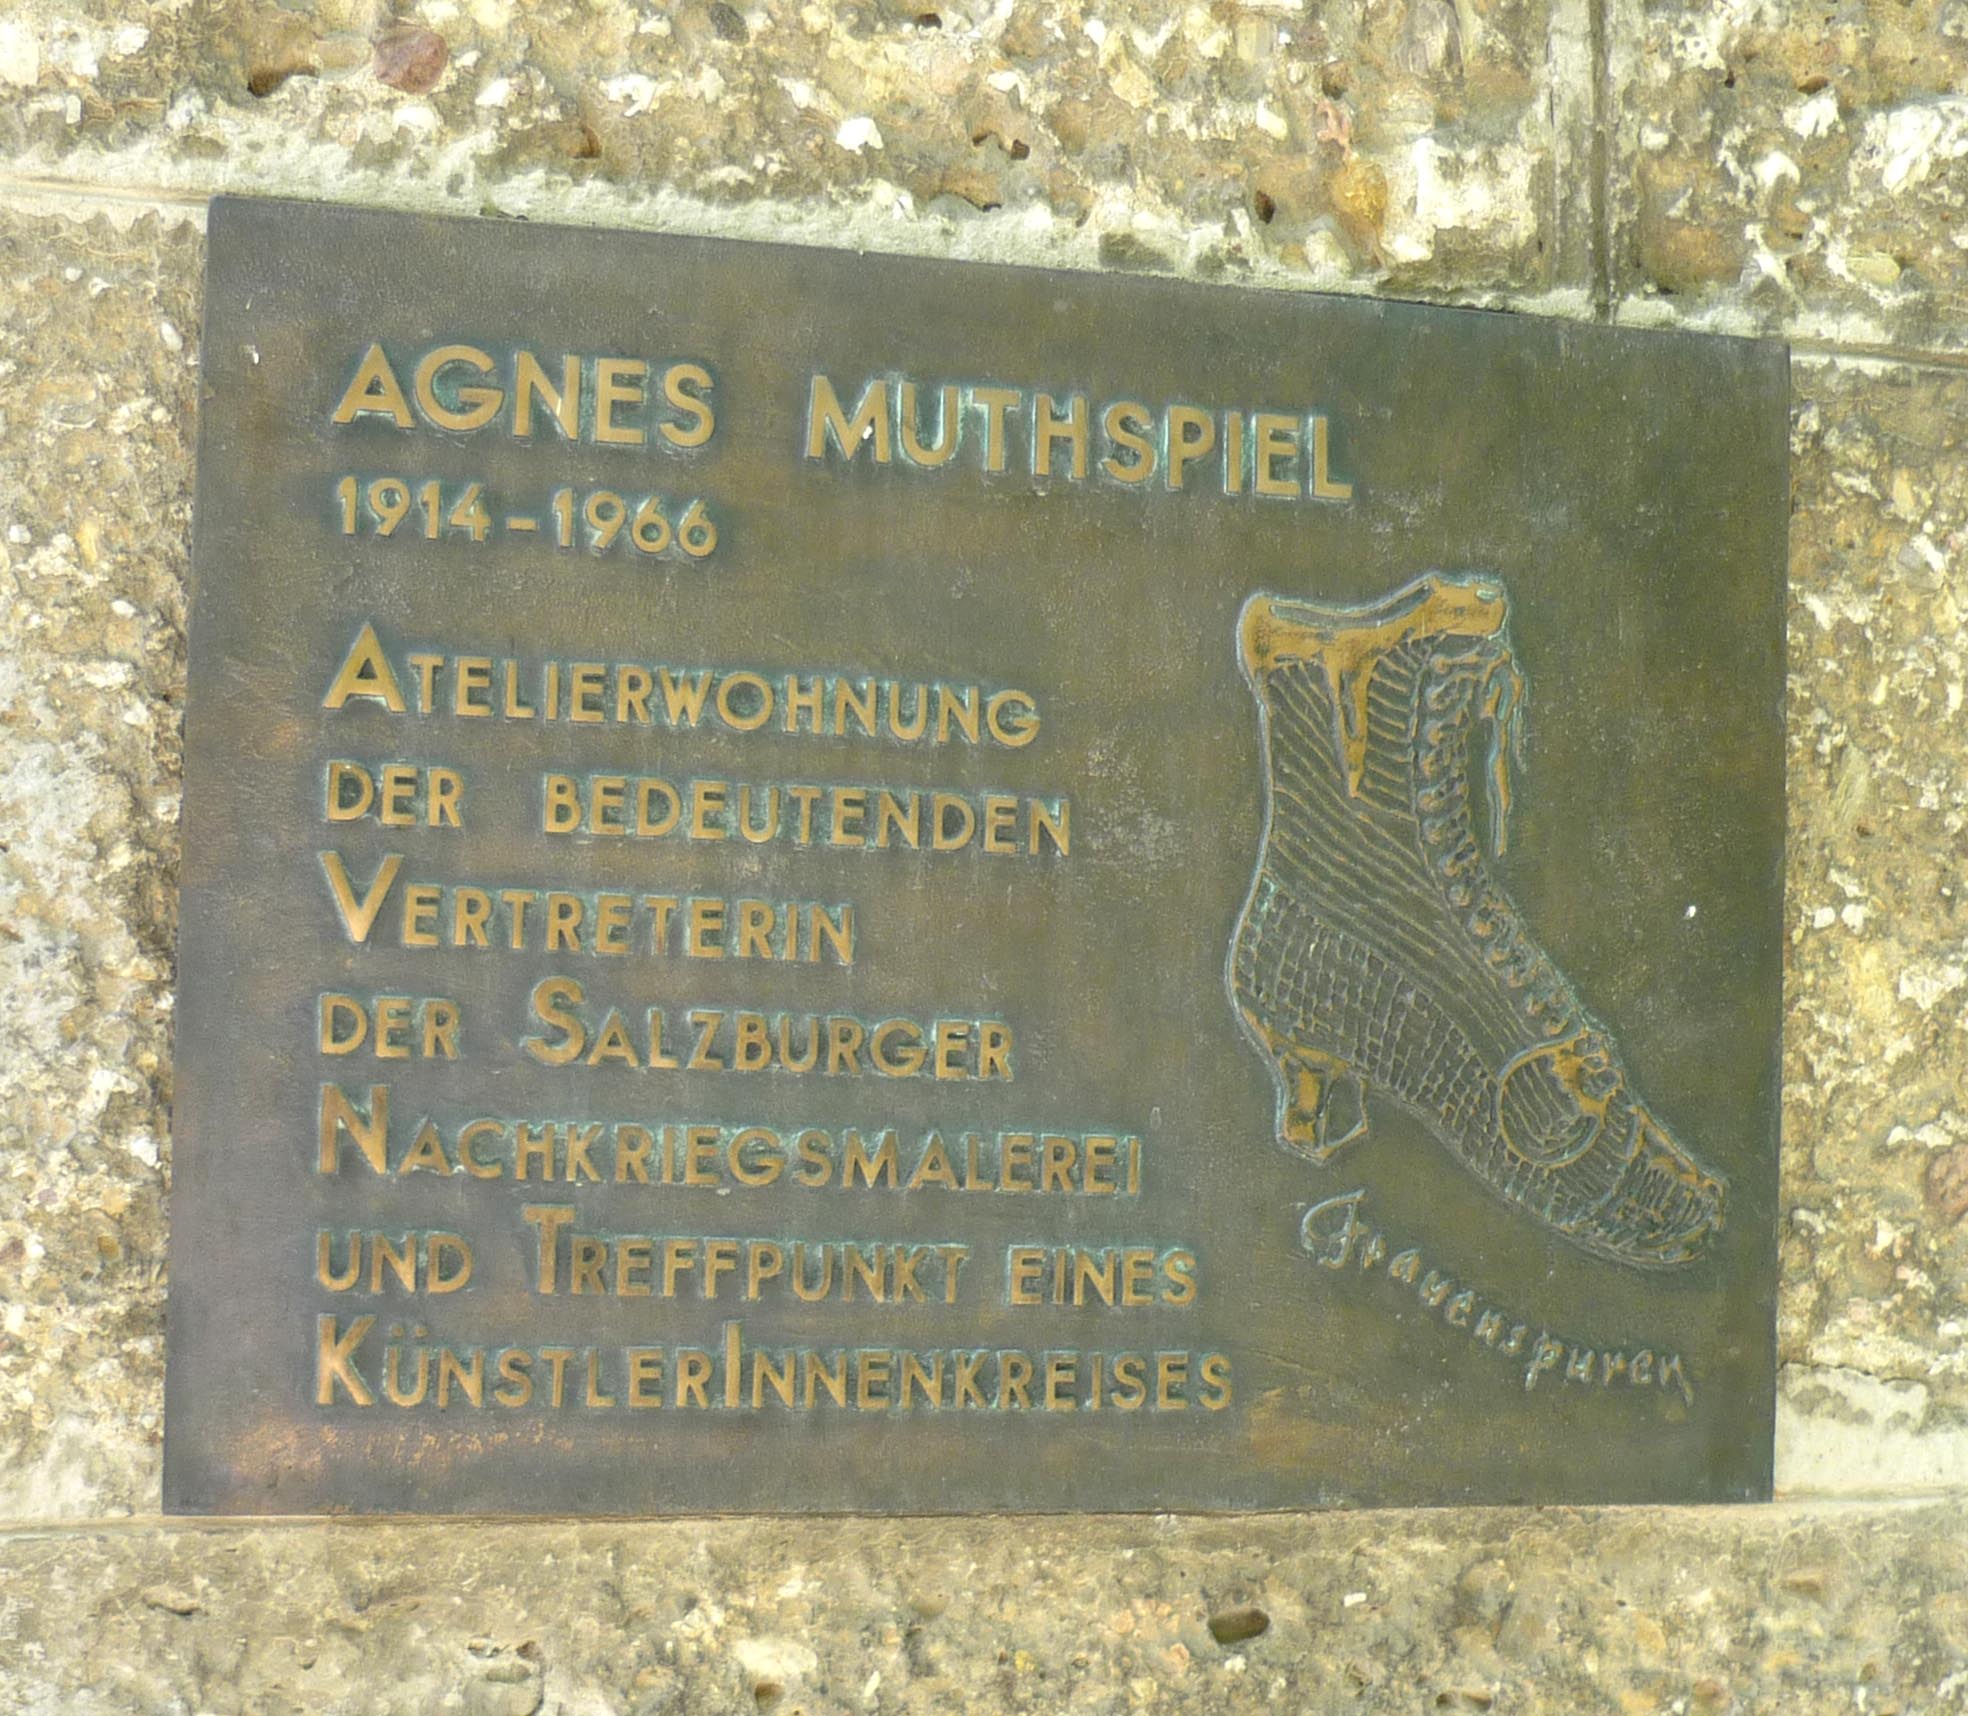 AGNES MUTHSPIEL
1914-1966
ATELIERWOHNUNG
DER BEDEUTENDEN
VERTRETERIN
DER SALZBURGER
NACHKRIEGSMALEREI
UND TREFFPUNKT EINES
KÜNSTLERINNENKREISES
Frauenspuren